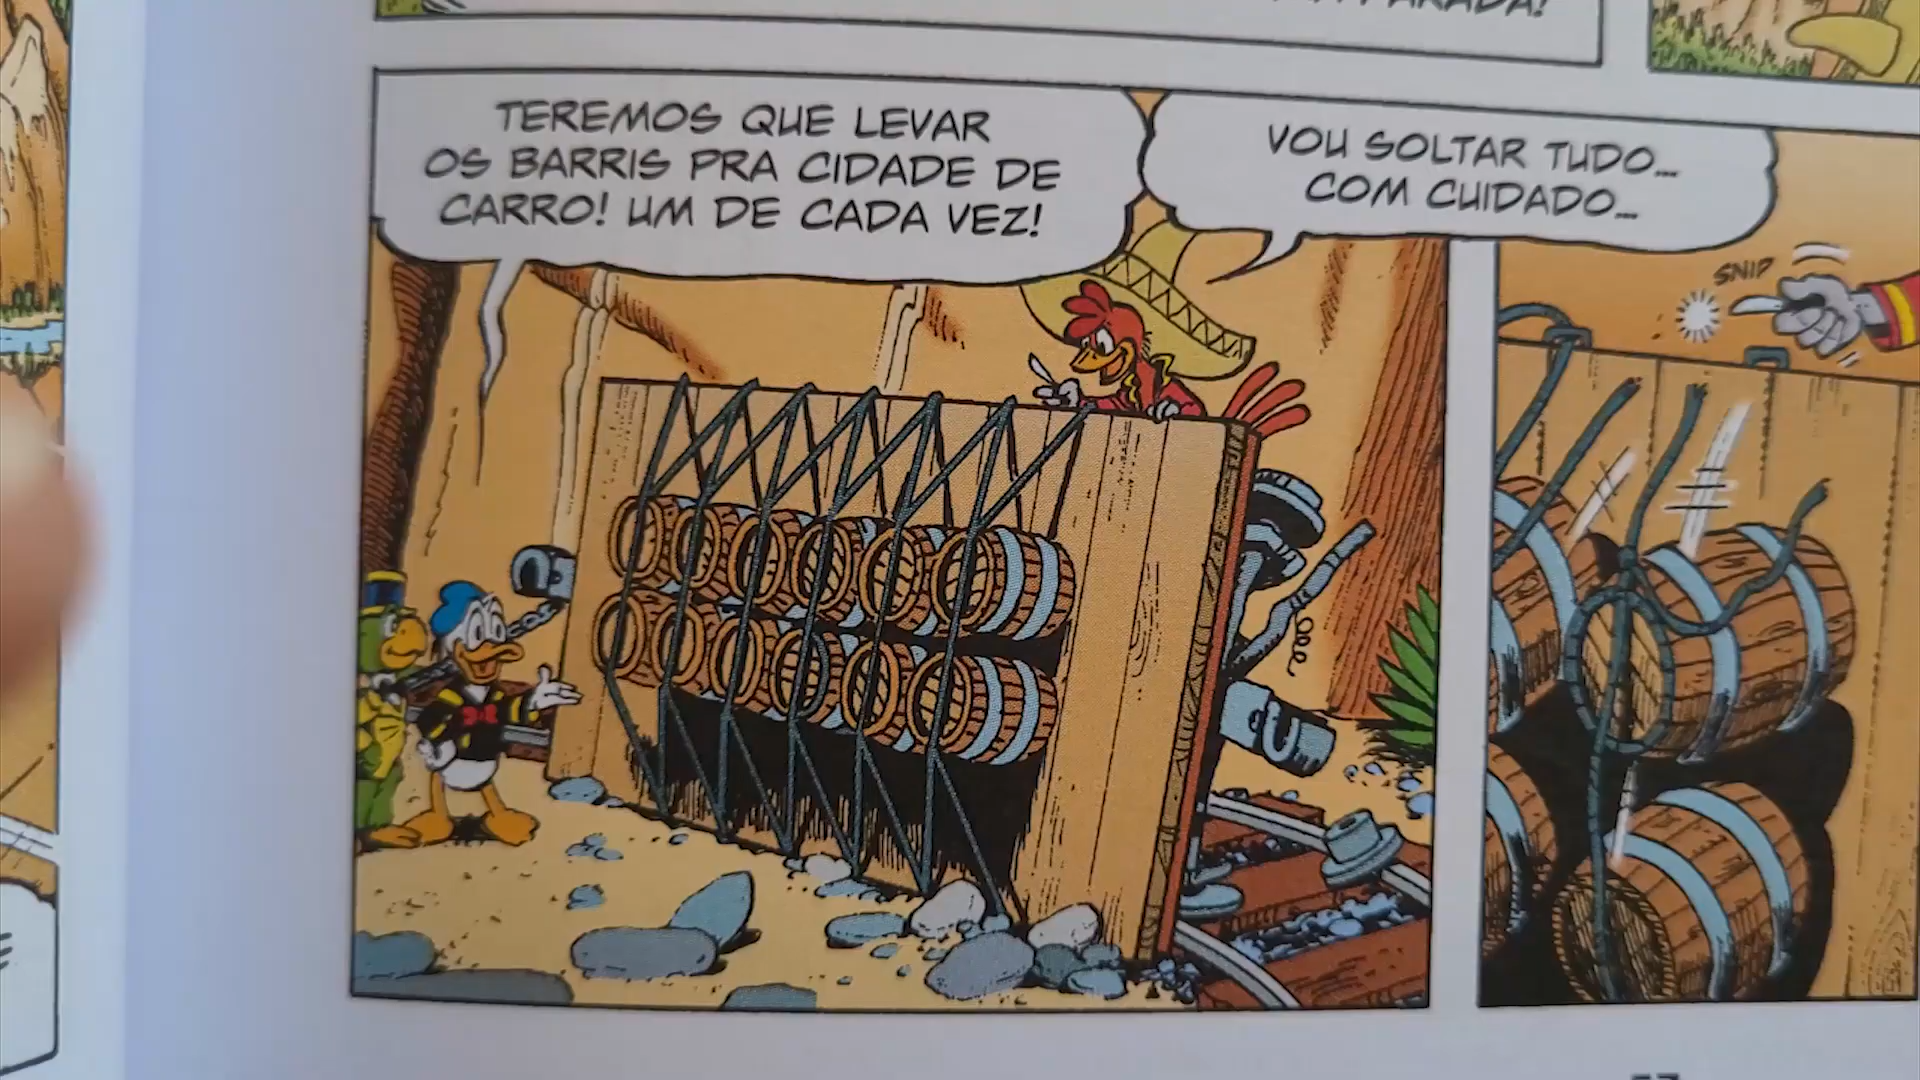 PARADA!
TEREMOS QUE LEVAR
OS BARRIS PRA CIDADE DE
CARRO! UM DE CADA VEZ!
VOU SOLTAR TUDO...
COM CUIDADO...
SNIP